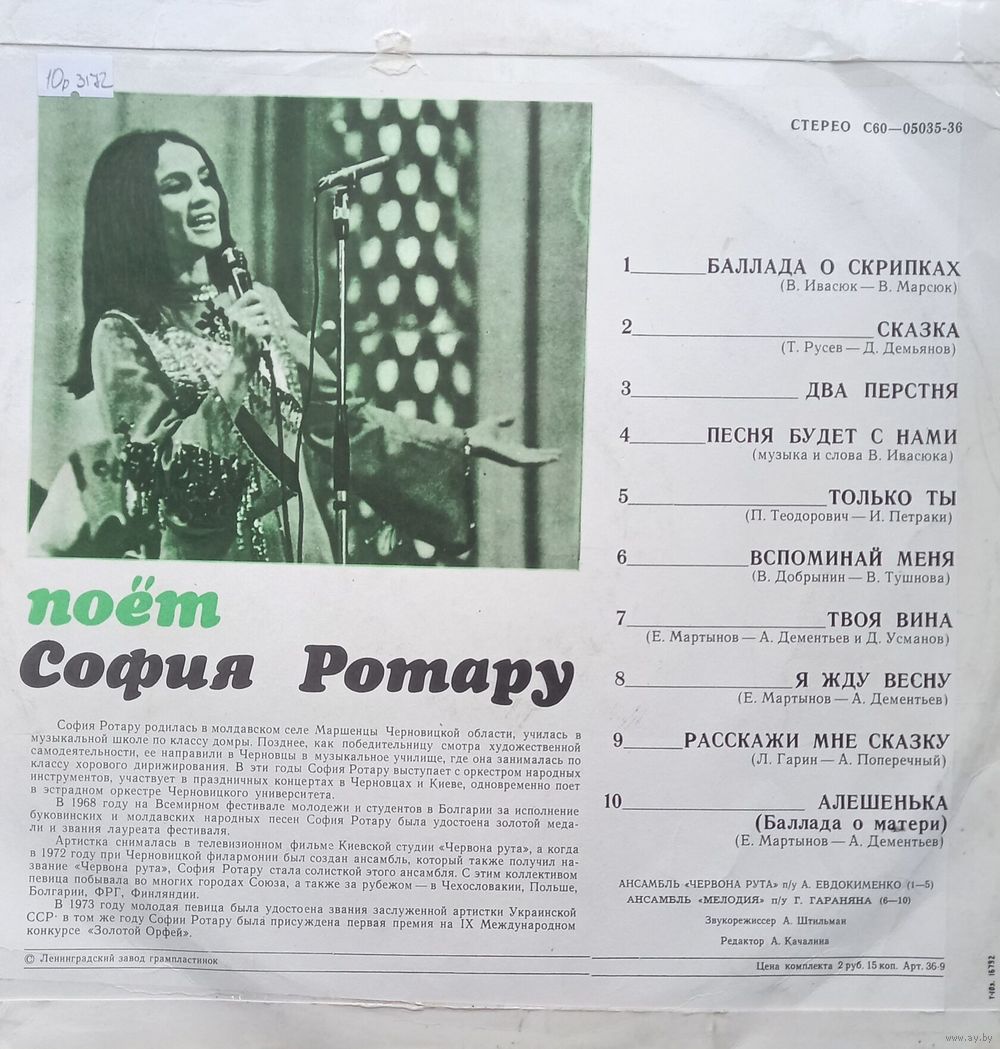 10р 3172
СТЕРЕО С60—05035-36
1 БАЛЛАДА О СКРИПКАХ
(В. Ивасюк — В. Марсюк)
2 СКАЗКА
(Т. Русев — Д. Демьянов)
3 ДВА ПЕРСТНЯ
4 ПЕСНЯ БУДЕТ С НАМИ
(музыка и слова В. Ивасюка)
5 ТОЛЬКО ТЫ
(П. Теодорович — И. Петраки)
6 ВСПОМИНАЙ МЕНЯ
(В. Добрынин — В. Тушнова)
7 ТВОЯ ВИНА
(Е. Мартынов — А. Дементьев и Д. Усманов)
8 Я ЖДУ ВЕСНУ
(Е. Мартынов — А. Дементьев)
9 РАССКАЖИ МНЕ СКАЗКУ
(Л. Гарин — А. Поперечный)
10 АЛЕШЕНЬКА
(Баллада о матери)
(Е. Мартынов — А. Дементьев)
АНСАМБЛЬ «ЧЕРВОНА РУТА» п/у А. ЕВДОКИМЕНКО (1—5)
АНСАМБЛЬ «МЕЛОДИЯ» п/у Г. ГАРАНЯНА (6—10)
Звукорежиссер А. Штильман
Редактор А. Качалина
поёт
София Ротару
София Ротару родилась в молдавском селе Маршенцы Черновицкой области, училась в
музыкальной школе по классу домры. Позднее, как победительницу смотра художественной
самодеятельности, ее направили в Черновцы в музыкальное училище, где она занималась по
классу хорового дирижирования. В эти годы София Ротару выступает с оркестром народных
инструментов, участвует в праздничных концертах в Черновцах и Киеве, одновременно поет
в эстрадном оркестре Черновицкого университета.
В 1968 году на Всемирном фестивале молодежи и студентов в Болгарии за исполнение
буковинских и молдавских народных песен София Ротару была удостоена золотой меда-
ли и звания лауреата фестиваля.
Артистка снималась в телевизионном фильме Киевской студии «Червона рута», а когда
в 1972 году при Черновицкой филармонии был создан ансамбль, который также получил на-
звание «Червона рута», София Ротару стала солисткой этого ансамбля. С этим коллективом
певица побывала во многих городах Союза, а также за рубежом — в Чехословакии, Польше,
Болгарии, ФРГ, Финляндии.
В 1973 году молодая певица была удостоена звания заслуженной артистки Украинской
ССР· в том же году Софии Ротару была присуждена первая премия на IX Международном
конкурсе «Золотой Орфей».
© Ленинградский завод грампластинок
Цена комплекта 2 руб. 15 коп. Арт. 36-9
www.ay.by